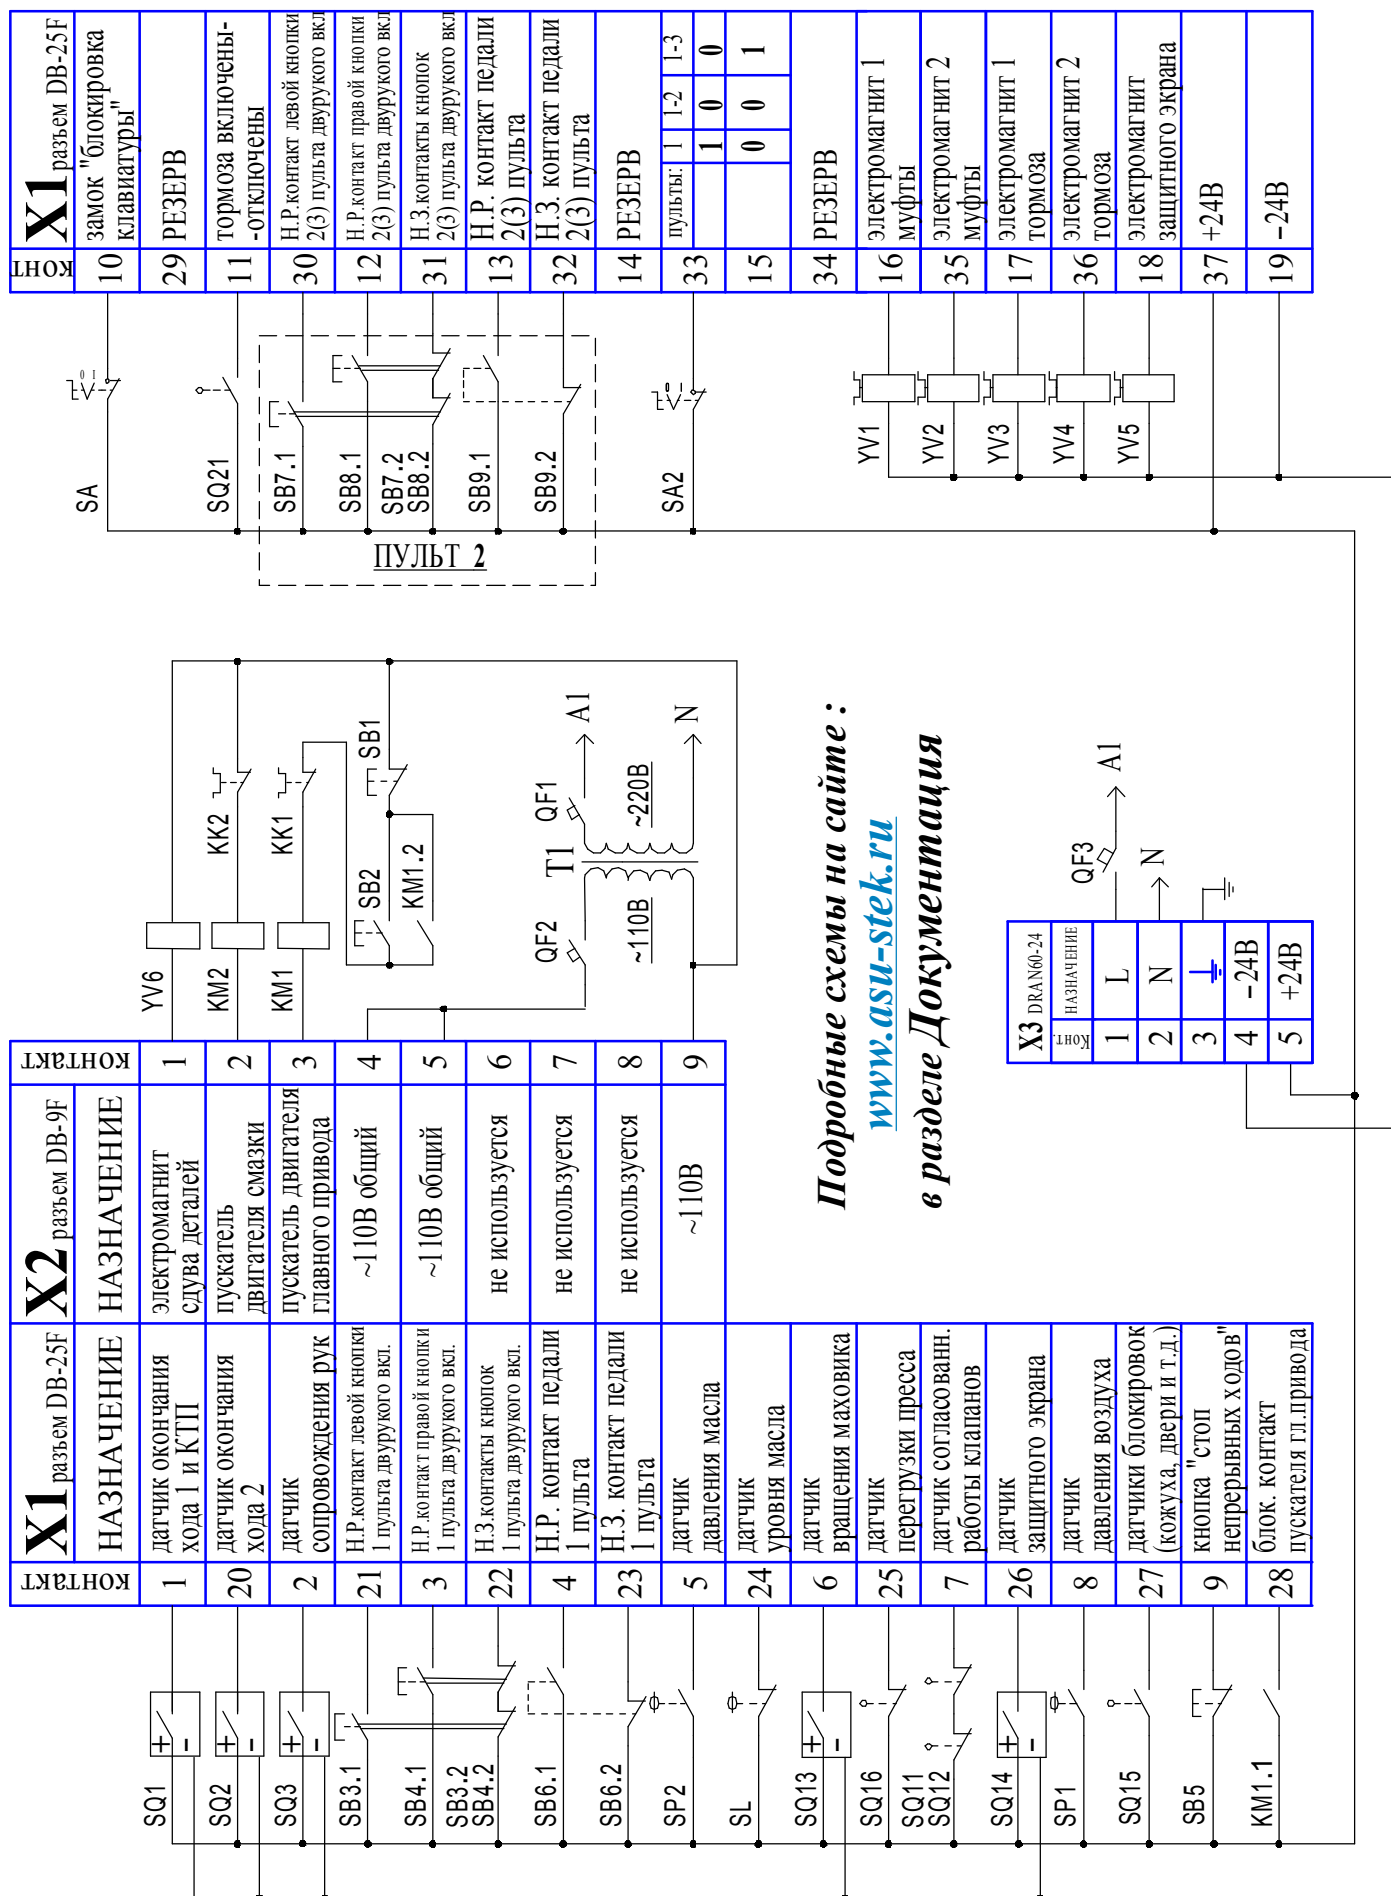 X1 разъем DB-25F
контакт
НАЗНАЧЕНИЕ
SQ1
1
датчик окончания
хода 1 и КТП
SQ2
20
датчик окончания
хода 2
SQ3
2
датчик
сопровождения рук
SB3.1
21
Н.Р.контакт левой кнопки
1 пульта двурукого вкл.
SB4.1
3
Н.Р.контакт правой кнопки
1 пульта двурукого вкл.
SB3.2
SB4.2
22
Н.З.контакты кнопок
1 пульта двурукого вкл.
SB6.1
4
Н.Р. контакт педали
1 пульта
SB6.2
23
Н.З. контакт педали
1 пульта
SP2
5
датчик
давления масла
SL
24
датчик
уровня масла
SQ13
6
датчик
вращения маховика
SQ16
25
датчик
перегрузки пресса
SQ11
SQ12
7
датчик согласованн.
работы клапанов
SQ14
26
датчик
защитного экрана
SP1
8
датчик
давления воздуха
SQ15
27
датчики блокировок
(кожуха, двери и т.д.)
SB5
9
кнопка "стоп
непрерывных ходов"
KM1.1
28
блок. контакт
пускателя гл.привода
+
-
+
-
+
-
+
-
+
-
X2 разъем DB-9F
НАЗНАЧЕНИЕ
контакт
электромагнит
сдува деталей
1
YV6
пускатель
двигателя смазки
2
KM2
KK2
пускатель двигателя
главного привода
3
KM1
KK1
~110В общий
4
~110В общий
5
не используется
6
не используется
7
не используется
8
~110В
9
SB2
SB1
KM1.2
QF2
T1
QF1
A1
~110В
~220В
N
Подробные схемы на сайте :
www.asu-stek.ru
в разделе Документация
X3 DRAN60-24
Конт.
НАЗНАЧЕНИЕ
1
L
QF3
A1
2
N
N
3
4
-24В
5
+24В
X1 разъем DB-25F
конт
SA
1
0
10
замок "блокировка
клавиатуры"
29
РЕЗЕРВ
SQ21
11
тормоза включены-
-отключены
SB7.1
30
Н.Р.контакт левой кнопки
2(3) пульта двурукого вкл
SB8.1
12
Н.Р.контакт правой кнопки
2(3) пульта двурукого вкл
SB7.2
SB8.2
31
Н.З.контакты кнопок
2(3) пульта двурукого вкл
SB9.1
13
Н.Р. контакт педали
2(3) пульта
SB9.2
32
Н.З. контакт педали
2(3) пульта
ПУЛЬТ 2
14
РЕЗЕРВ
SA2
33
пульты: 1 1-2 1-3
1 0 0
15
0 0 1
34
РЕЗЕРВ
YV1
16
электромагнит 1
муфты
YV2
35
электромагнит 2
муфты
YV3
17
электромагнит 1
тормоза
YV4
36
электромагнит 2
тормоза
YV5
18
электромагнит
защитного экрана
37
+24В
19
-24В